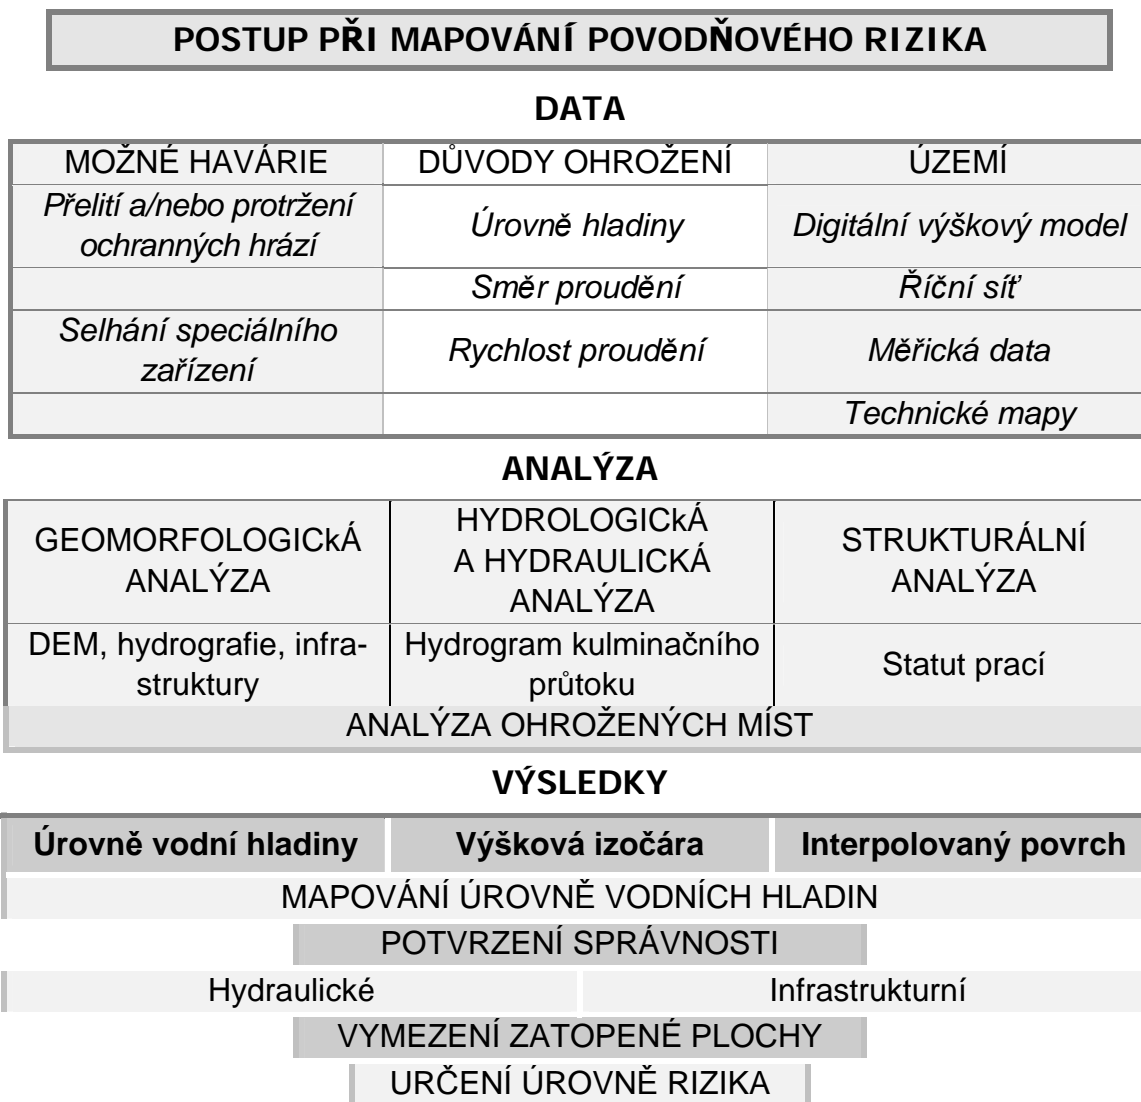 POSTUP PŘI MAPOVÁNÍ POVODŇOVÉHO RIZIKA
DATA
MOŽNÉ HAVÁRIE DŮVODY OHROŽENÍ ÚZEMÍ
Přelití a/nebo protržení
ochranných hrází
Úrovně hladiny
Digitální výškový model
Směr proudění
Říční síť
Selhání speciálního
zařízení
Rychlost proudění
Měřická data
Technické mapy
ANALÝZA
GEOMORFOLOGICkÁ
ANALÝZA
HYDROLOGICkÁ
A HYDRAULICKÁ
ANALÝZA
STRUKTURÁLNÍ
ANALÝZA
DEM, hydrografie, infra-
struktury
Hydrogram kulminačního
průtoku
Statut prací
ANALÝZA OHROŽENÝCH MÍST
VÝSLEDKY
Úrovně vodní hladiny Výšková izočára Interpolovaný povrch
MAPOVÁNÍ ÚROVNĚ VODNÍCH HLADIN
POTVRZENÍ SPRÁVNOSTI
Hydraulické Infrastrukturní
VYMEZENÍ ZATOPENÉ PLOCHY
URČENÍ ÚROVNĚ RIZIKA